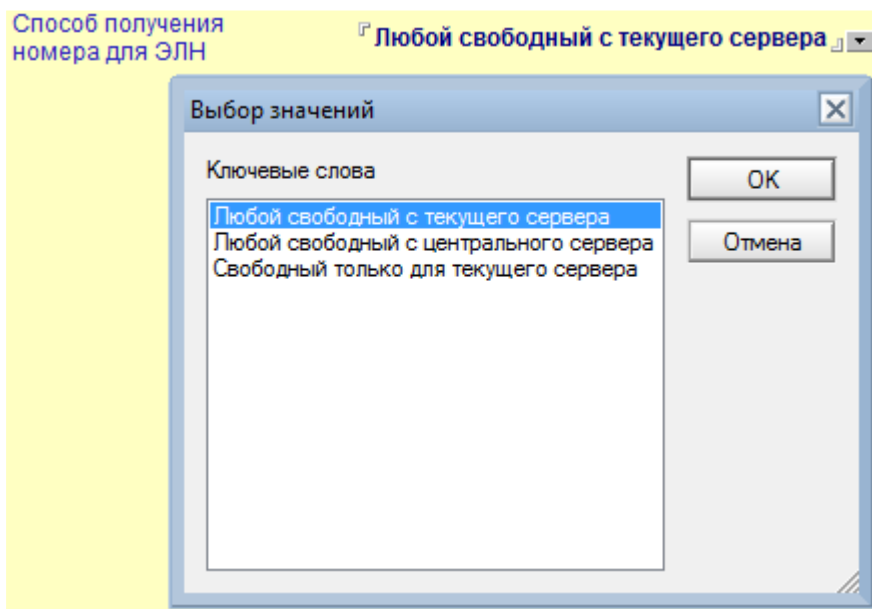 Способ получения
номера для ЭЛН
Любой свободный с текущего сервера
Выбор значений
Ключевые слова
Любой свободный с текущего сервера
Любой свободный с центрального сервера
Свободный только для текущего сервера
OK
Отмена